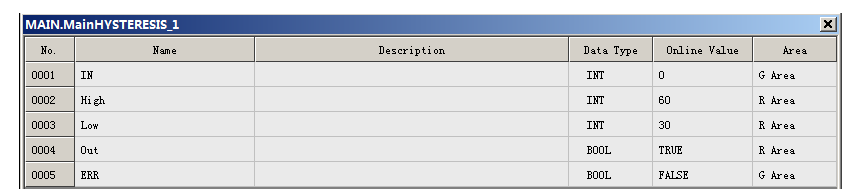 MAIN.MainHYSTERESIS_1
No. Name Description Data Type Online Value Area
0001 IN INT 0 G Area
0002 High INT 60 R Area
0003 Low INT 30 R Area
0004 Out BOOL TRUE R Area
0005 ERR BOOL FALSE G Area